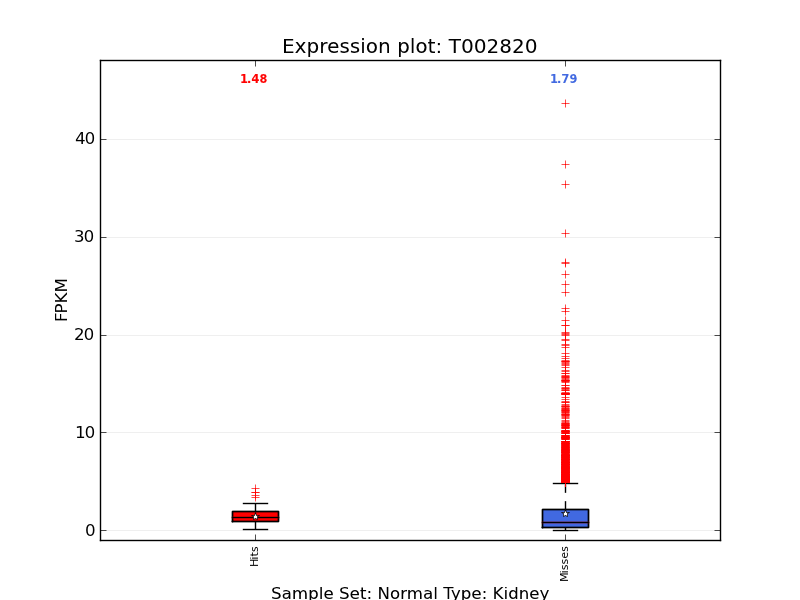 Expression plot: T002820
1.48
1.79
40
30
20
10
0
FPKM
Hits
Misses
Sample Set: Normal Type: Kidney